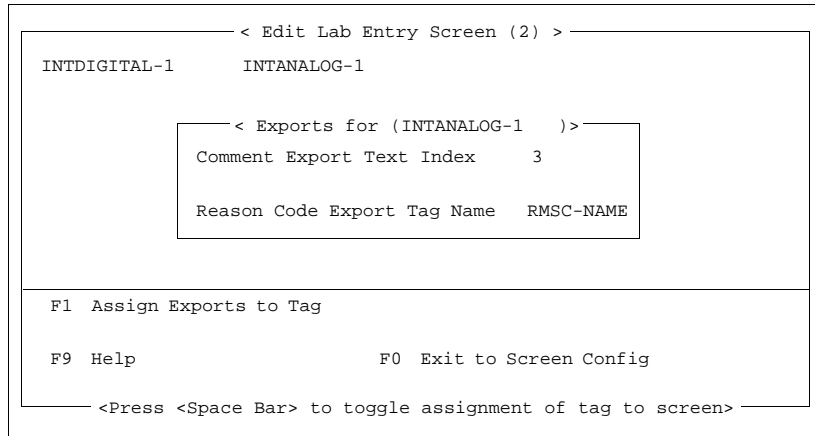 < Edit Lab Entry Screen (2) >
INTDIGITAL-1 INTANALOG-1
< Exports for (INTANALOG-1 )>
Comment Export Text Index 3
Reason Code Export Tag Name RMSC-NAME
F1 Assign Exports to Tag
F9 Help F0 Exit to Screen Config
<Press <Space Bar> to toggle assignment of tag to screen>